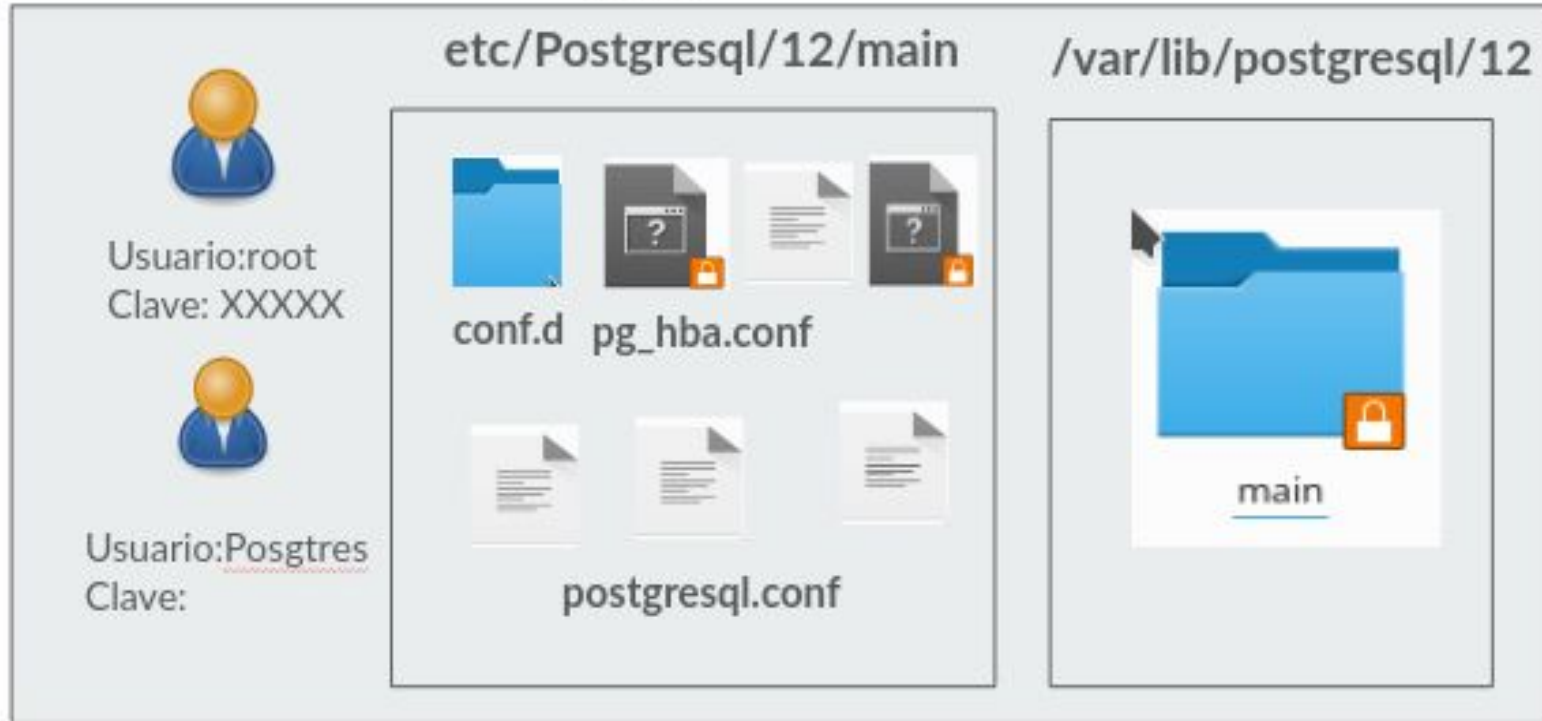 etc/Postgresql/12/main
/var/lib/postgresql/12
Usuario:root
Clave: XXXXX
conf.d
pg_hba.conf
main
Usuario:Posgtres
Clave:
postgresql.conf